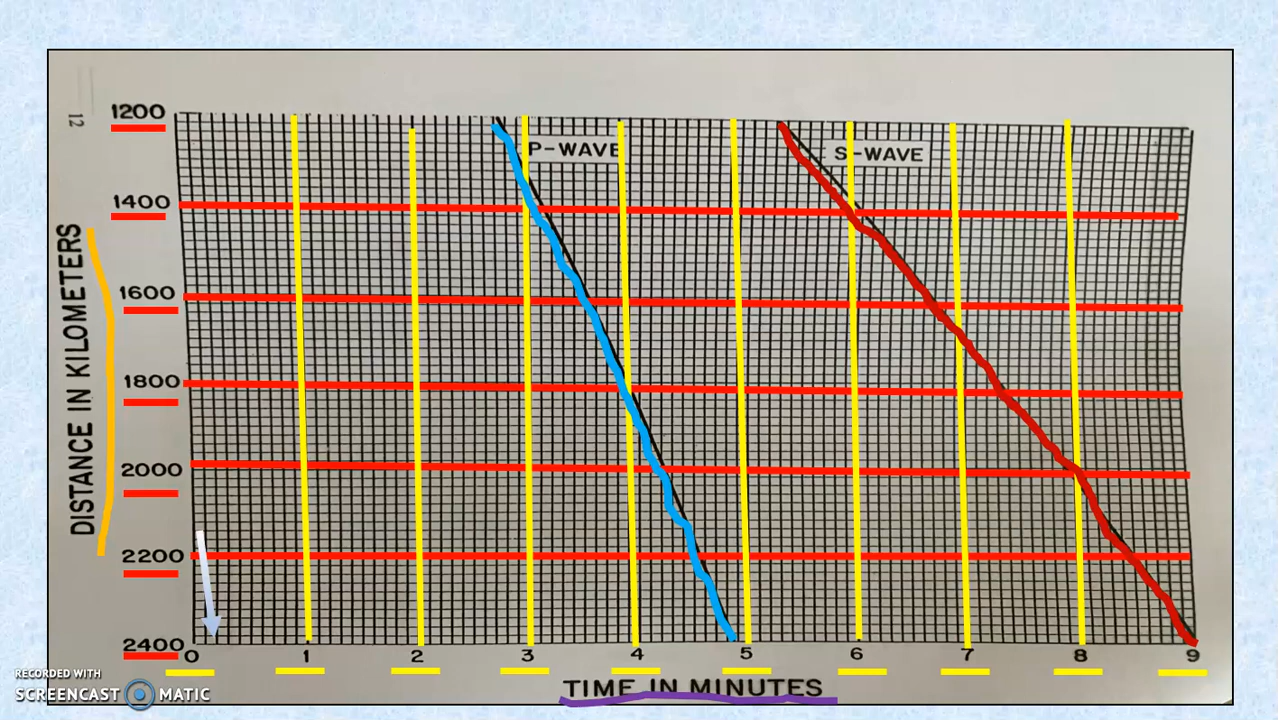 12
1200
P-WAVE
S-WAVE
1400
DISTANCE IN KILOMETERS
1600
1800
2000
2200
2400
0 1 2 3 4 5 6 7 8 9
TIME IN MINUTES
RECORDED WITH
SCREENCAST MATIC